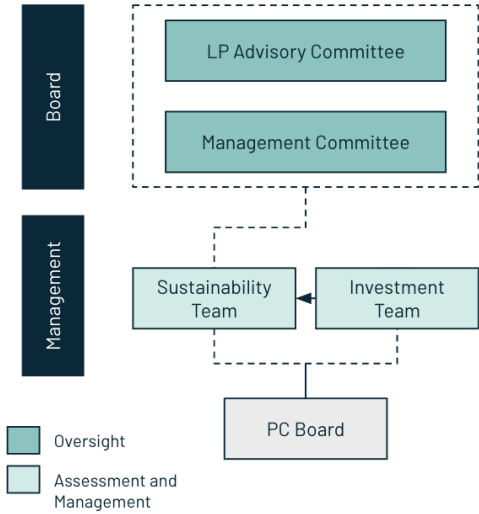 Board
LP Advisory Committee
Management Committee
Management
Sustainability
Team
Investment
Team
PC Board
Oversight
Assessment and
Management